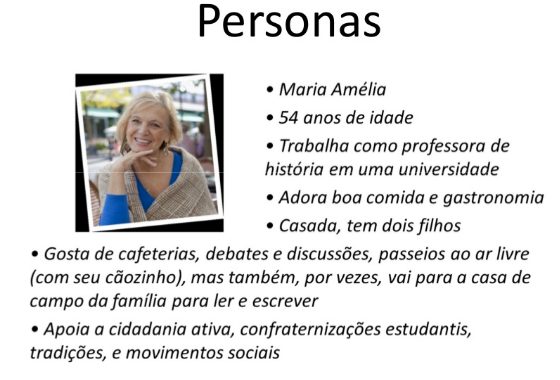 Personas
• Maria Amélia
• 54 anos de idade
• Trabalha como professora de
história em uma universidade
• Adora boa comida e gastronomia
• Casada, tem dois filhos
• Gosta de cafeterias, debates e discussões, passeios ao ar livre
(com seu cãozinho), mas também, por vezes, vai para a casa de
campo da família para ler e escrever
• Apoia a cidadania ativa, confraternizações estudantis,
tradições, e movimentos sociais